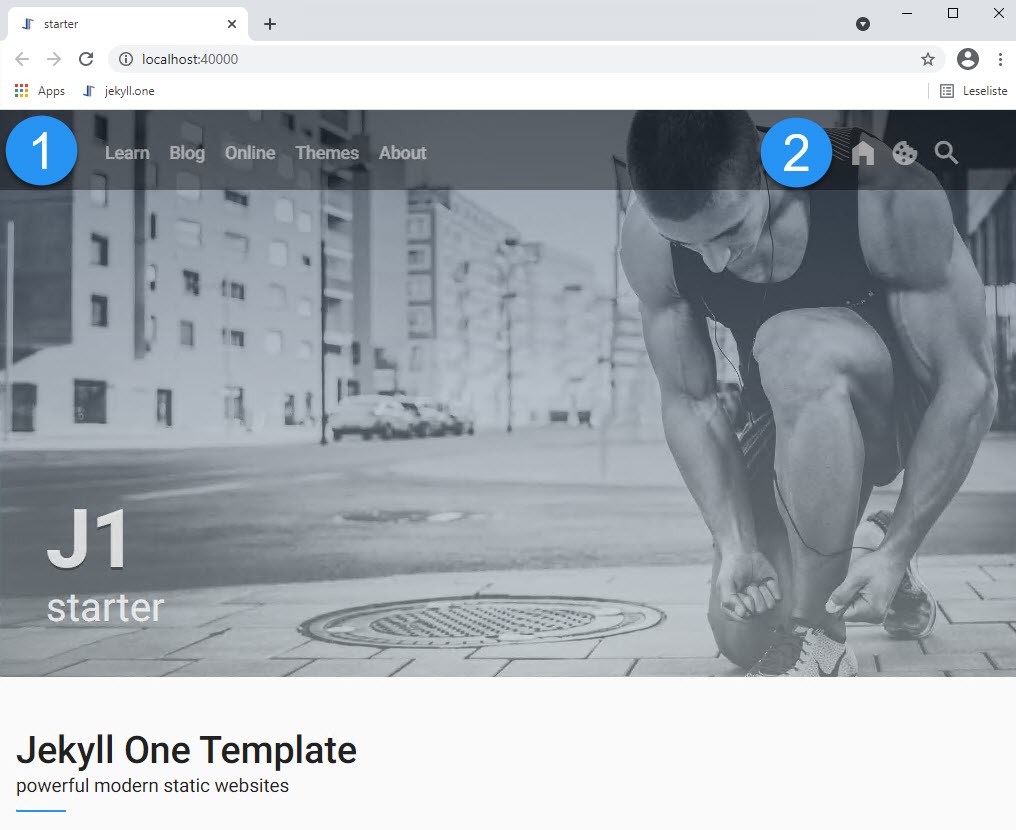 starter
localhost:40000
Apps jekyll.one Leseliste
1 Learn Blog Online Themes About 2
J1
starter
Jekyll One Template
powerful modern static websites